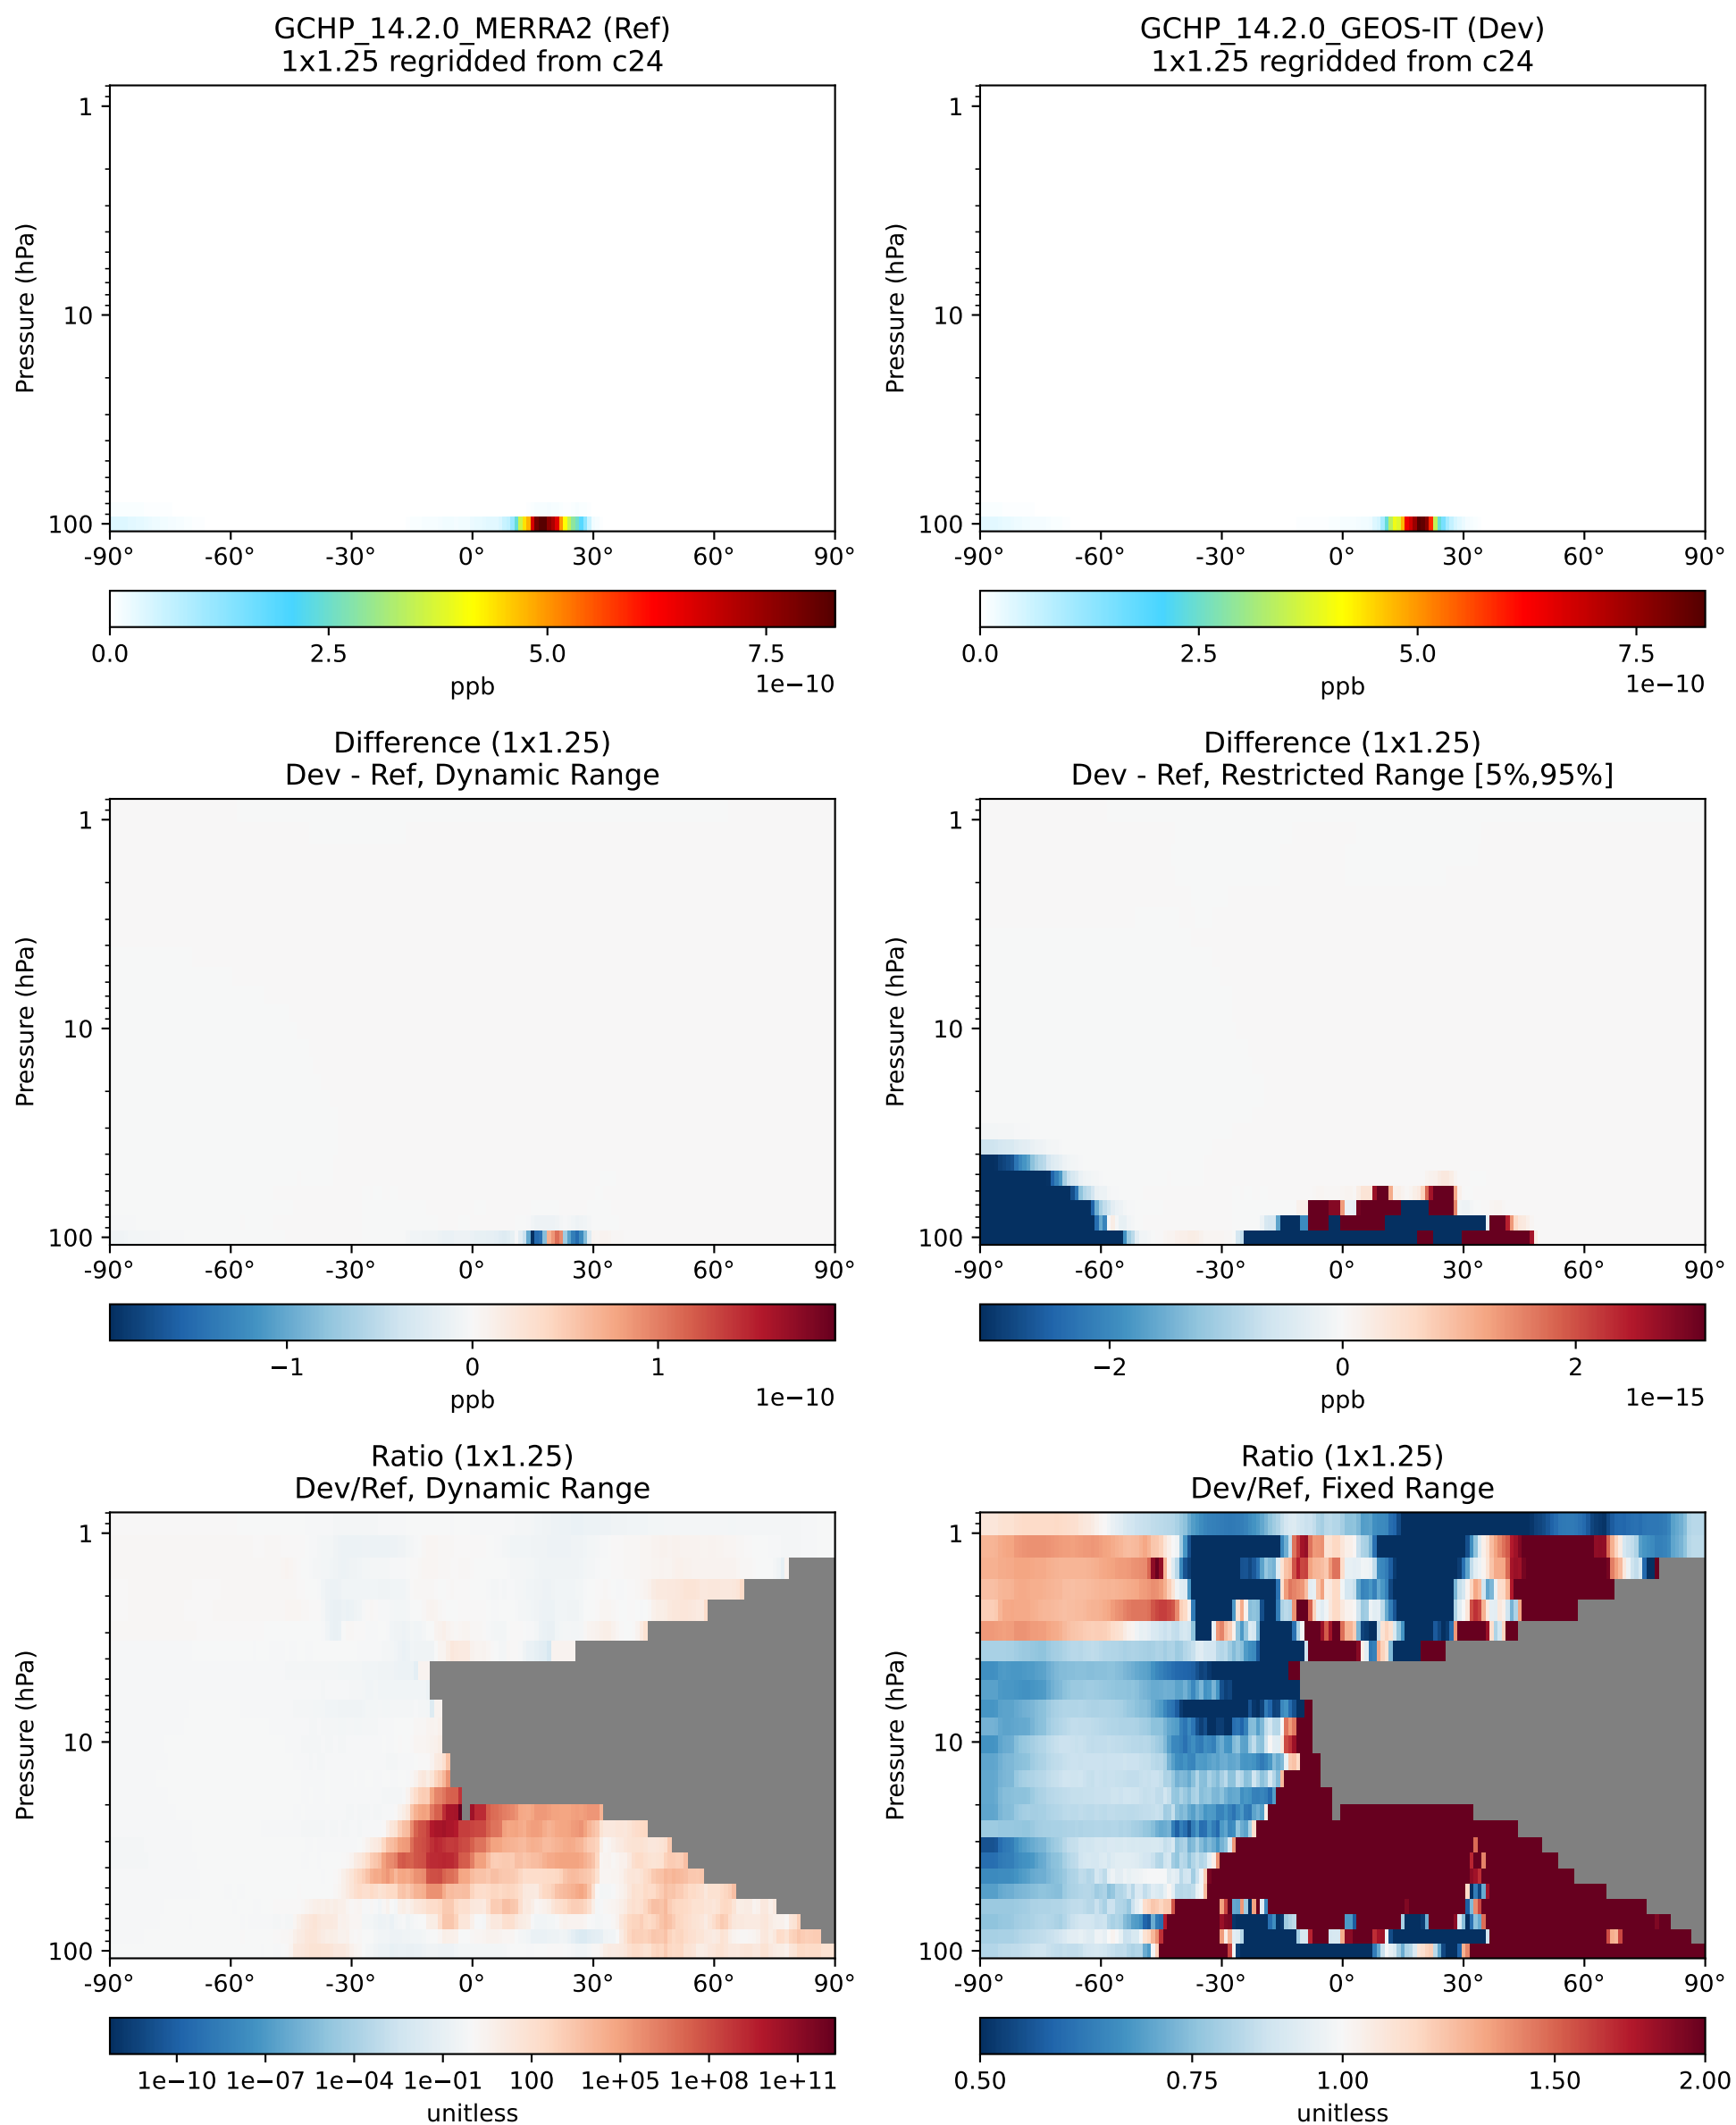 GCHP_14.2.0_MERRA2 (Ref)
1x1.25 regridded from c24
Pressure (hPa)
1
10
100
-90° -60° -30° 0° 30° 60° 90°
0.0 2.5 5.0 7.5
1e−10
ppb
GCHP_14.2.0_GEOS-IT (Dev)
1x1.25 regridded from c24
Pressure (hPa)
1
10
100
-90° -60° -30° 0° 30° 60° 90°
0.0 2.5 5.0 7.5
1e−10
ppb
Difference (1x1.25)
Dev - Ref, Dynamic Range
Pressure (hPa)
1
10
100
-90° -60° -30° 0° 30° 60° 90°
−1 0 1
1e−10
ppb
Difference (1x1.25)
Dev - Ref, Restricted Range [5%,95%]
Pressure (hPa)
1
10
100
-90° -60° -30° 0° 30° 60° 90°
−2 0 2
1e−15
ppb
Ratio (1x1.25)
Dev/Ref, Dynamic Range
Pressure (hPa)
1
10
100
-90° -60° -30° 0° 30° 60° 90°
1e−10 1e−07 1e−04 1e−01 100 1e+05 1e+08 1e+11
unitless
Ratio (1x1.25)
Dev/Ref, Fixed Range
Pressure (hPa)
1
10
100
-90° -60° -30° 0° 30° 60° 90°
0.50 0.75 1.00 1.50 2.00
unitless